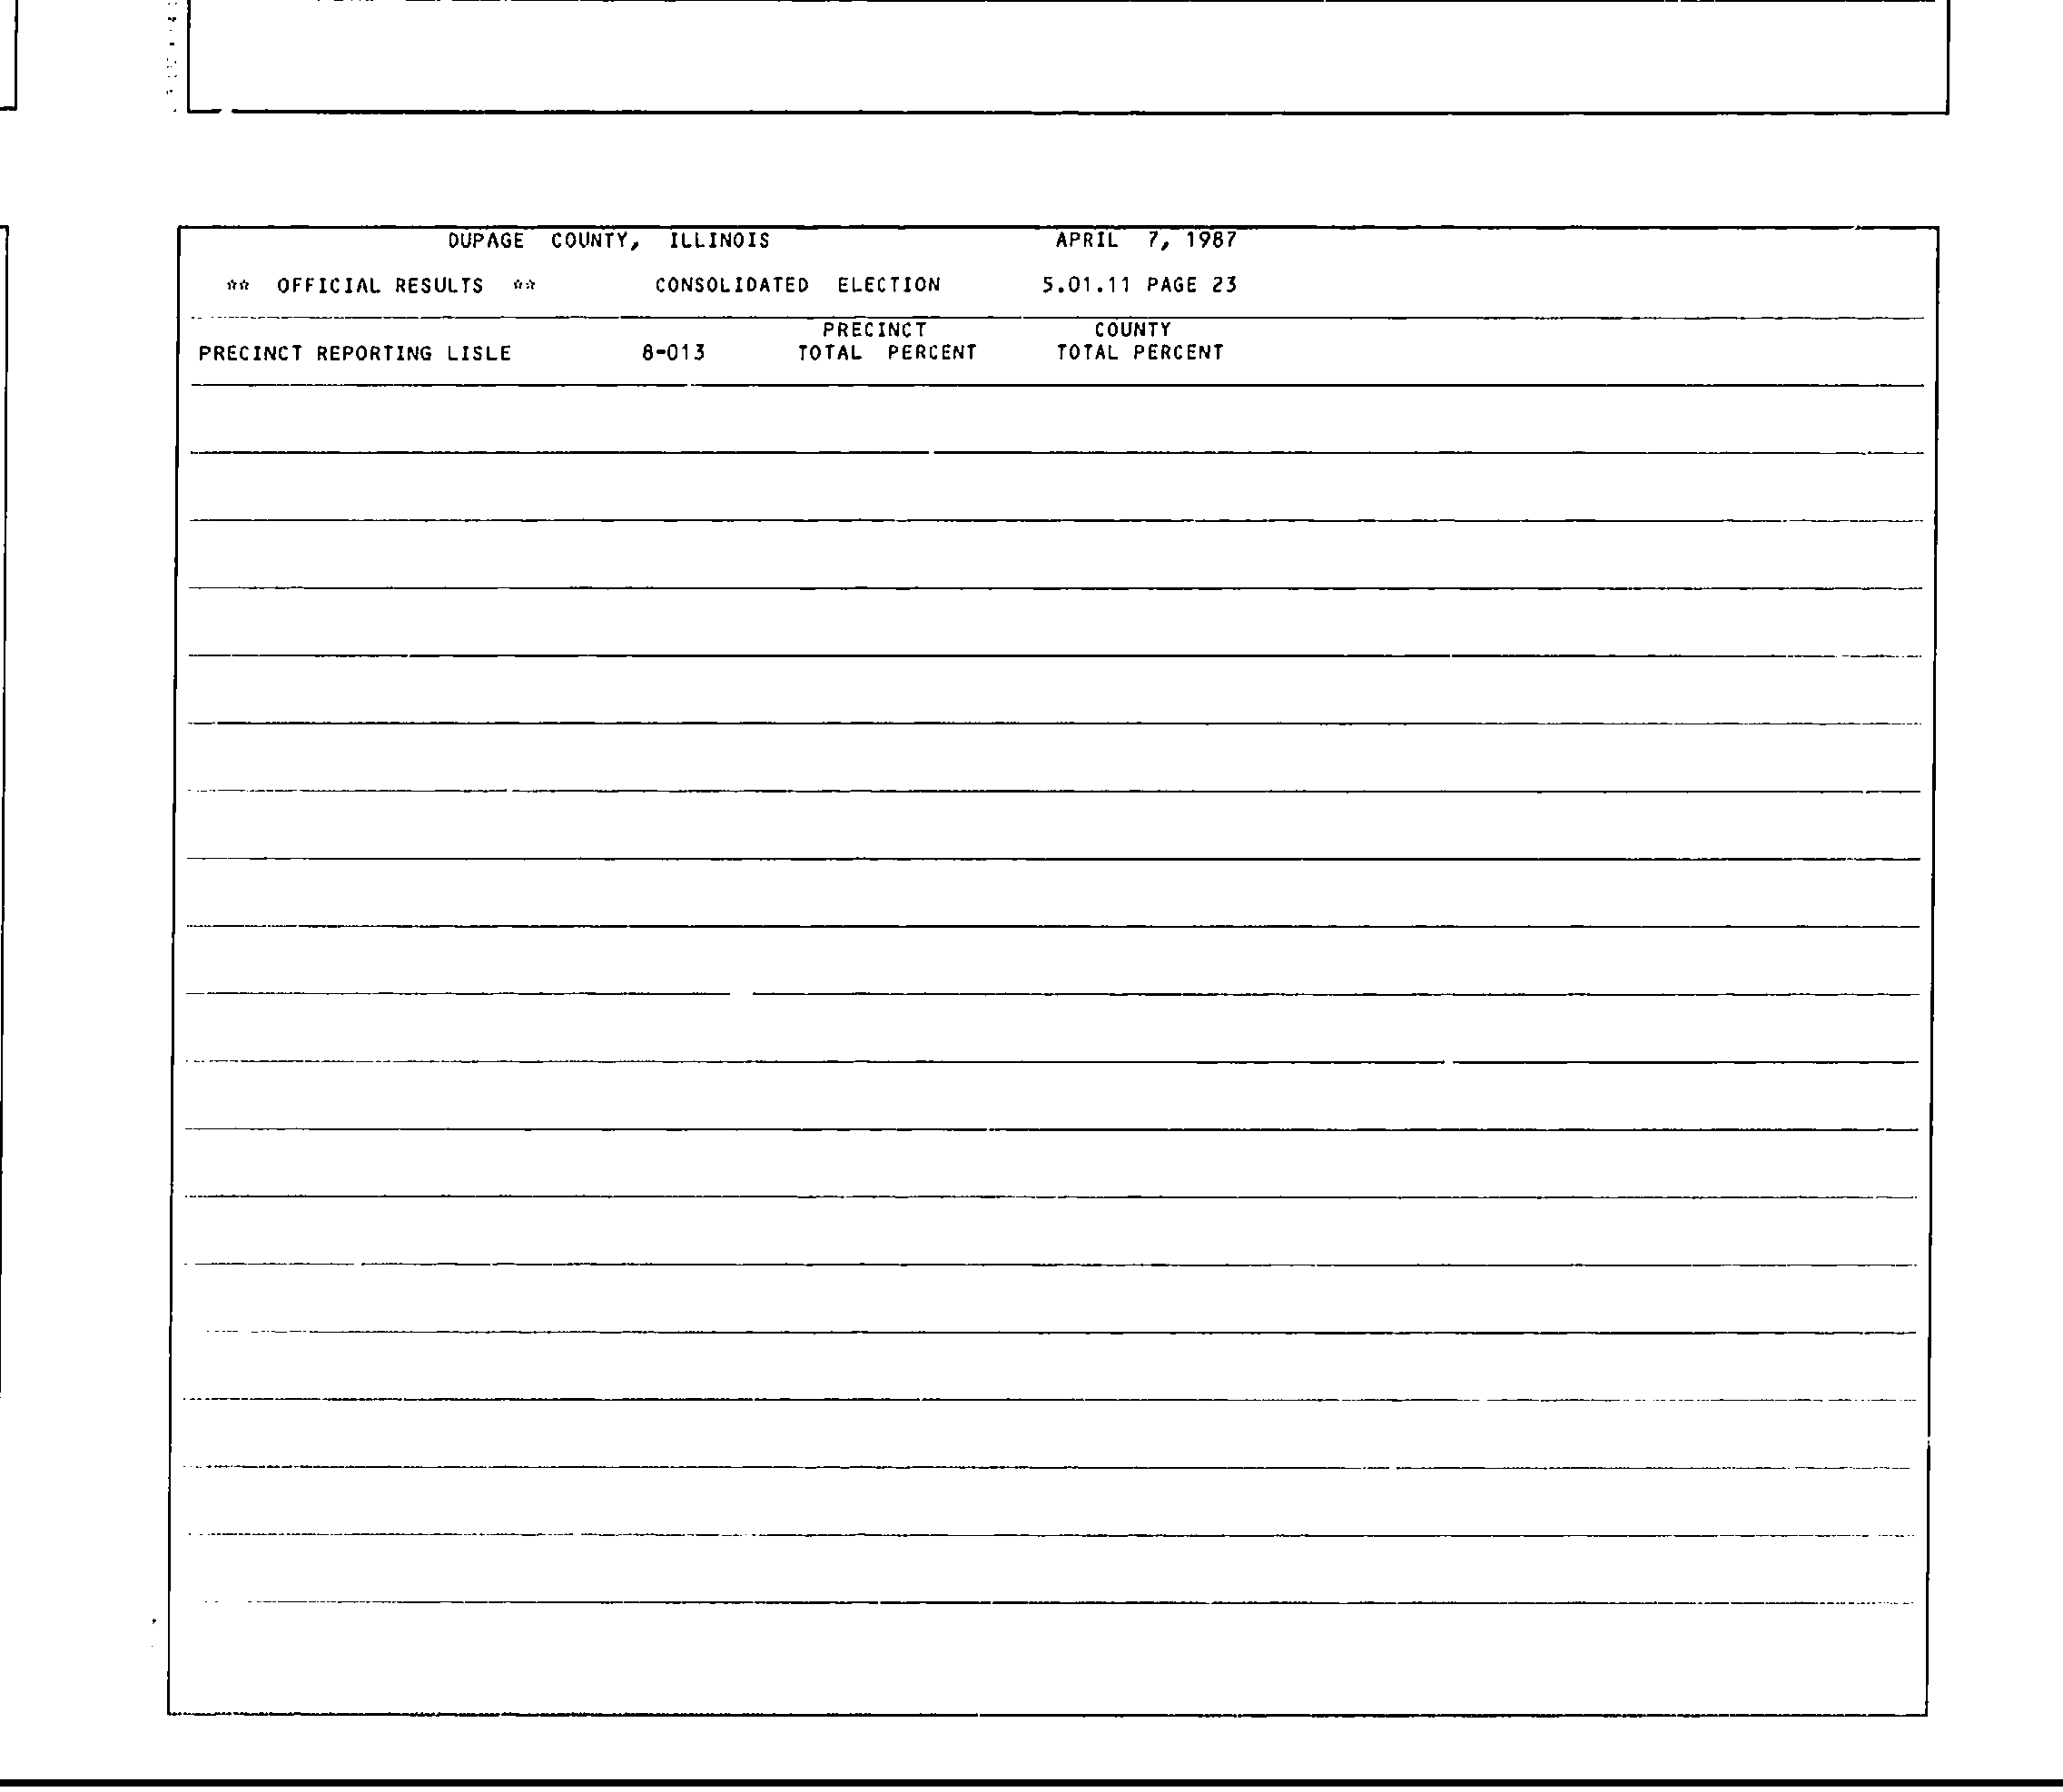 DUPAGE COUNTY, ILLINOIS APRIL 7, 1987
** OFFICIAL RESULTS ** CONSOLIDATED ELECTION 5.01.11 PAGE 23
PRECINCT COUNTY
PRECINCT REPORTING LISLE 8-013 TOTAL PERCENT TOTAL PERCENT